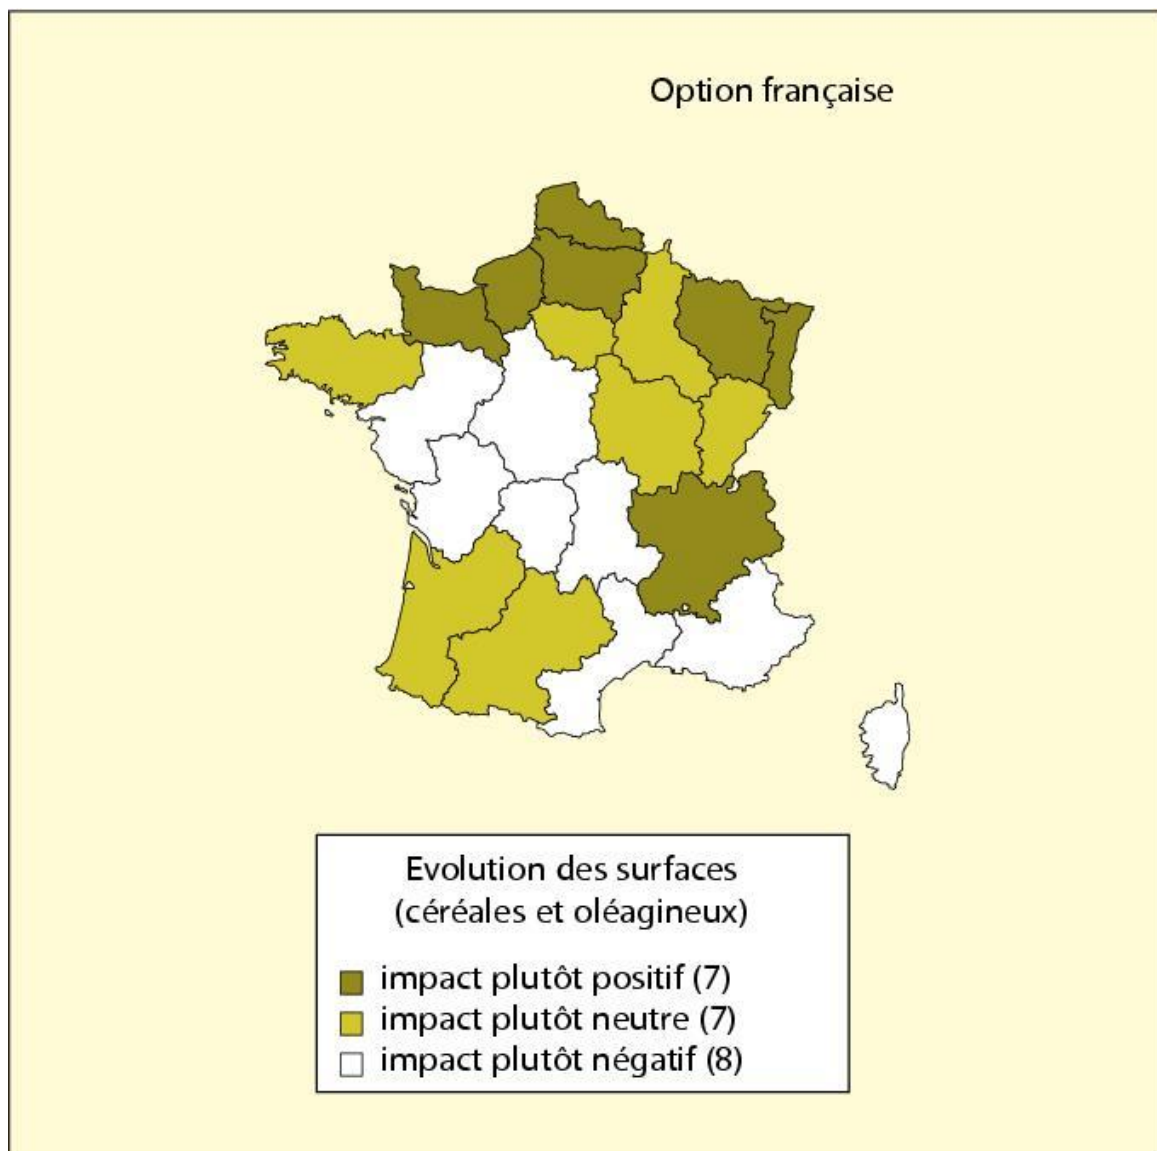 Option française
Evolution des surfaces
(céréales et oléagineux)
impact plutôt positif (7)
impact plutôt neutre (7)
impact plutôt négatif (8)